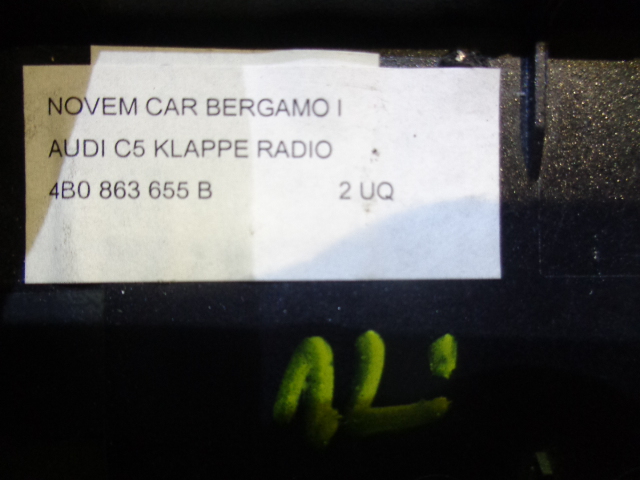 NOVEM CAR BERGAMO I
AUDI C5 KLAPPE RADIO
4B0 863 655 B 2 UQ